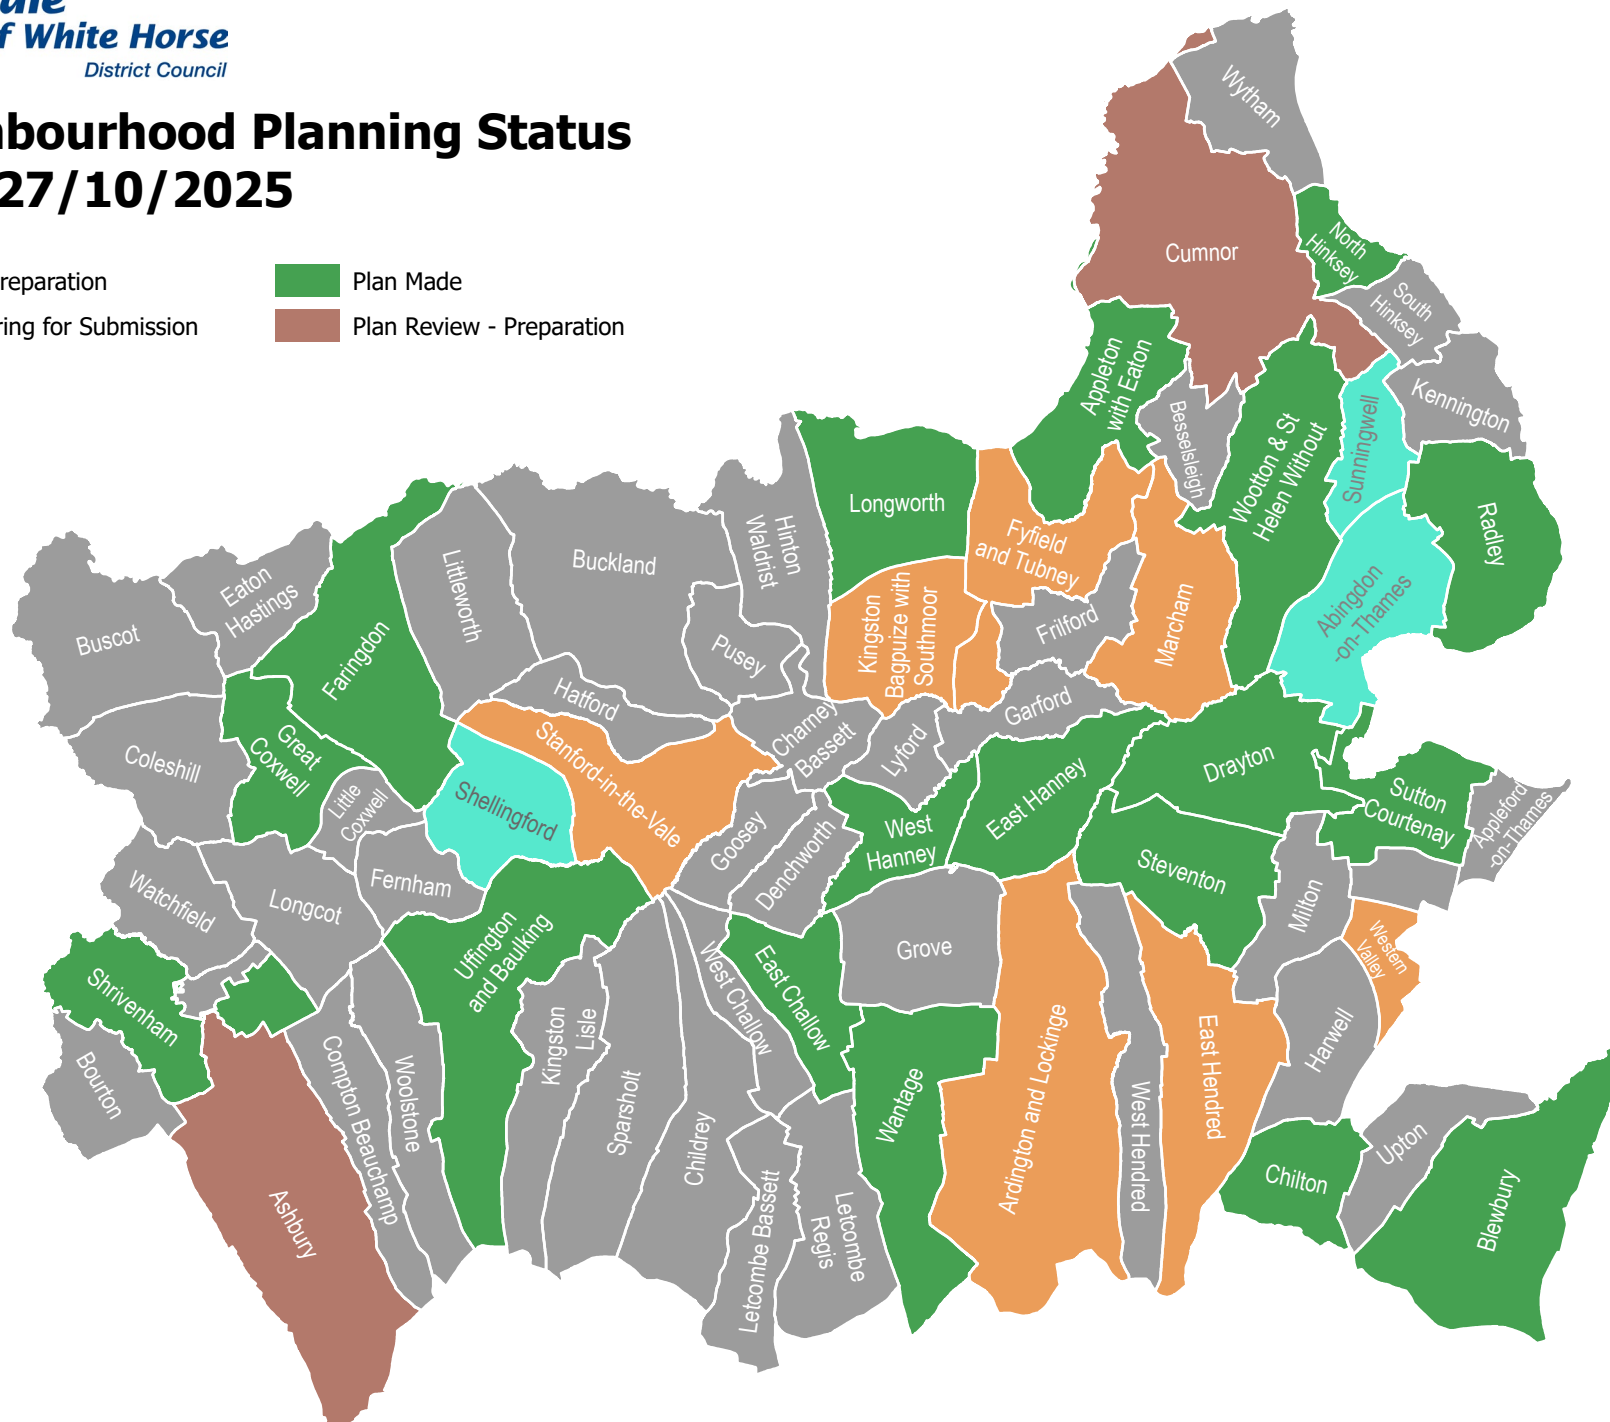 f White Horse
District Council
bourhood Planning Status
27/10/2025
reparation
Plan Made
ring for Submission
Plan Review - Preparation
Wytham
Cumnor
North
Hinksey
South
Hinksey
Kennington
Appleton
with Eaton
Besselsleigh
Wootton & St
Helen Without
Sunningwell
Radley
Abingdon
-on-Thames
Longworth
Fyfield
and Tubney
Marcham
Frilford
Kingston
Bagpuize with
Southmoor
Hinton
Waldrist
Buckland
Littleworth
Pusey
Eaton
Hastings
Buscot
Faringdon
Hatford
Garford
Charney
Bassett
Lyford
Coleshill
Great
Coxwell
Little
Coxwell
Stanford-in-the-Vale
Shellingford
Goosey
Denchworth
West
Hanney
East Hanney
Drayton
Sutton
Courtenay
Appleford
-on-Thames
Steventon
Milton
Western
Valley
Harwell
Watchfield
Longcot
Fernham
Uffington
and Baulking
Shrivenham
Bourton
Ashbury
Compton Beauchamp
Woolstone
Kingston
Lisle
Sparsholt
Childrey
West Challow
East Challow
Grove
Letcombe Bassett
Letcombe
Regis
Wantage
Ardington and Lockinge
West Hendred
East Hendred
Chilton
Upton
Blewbury